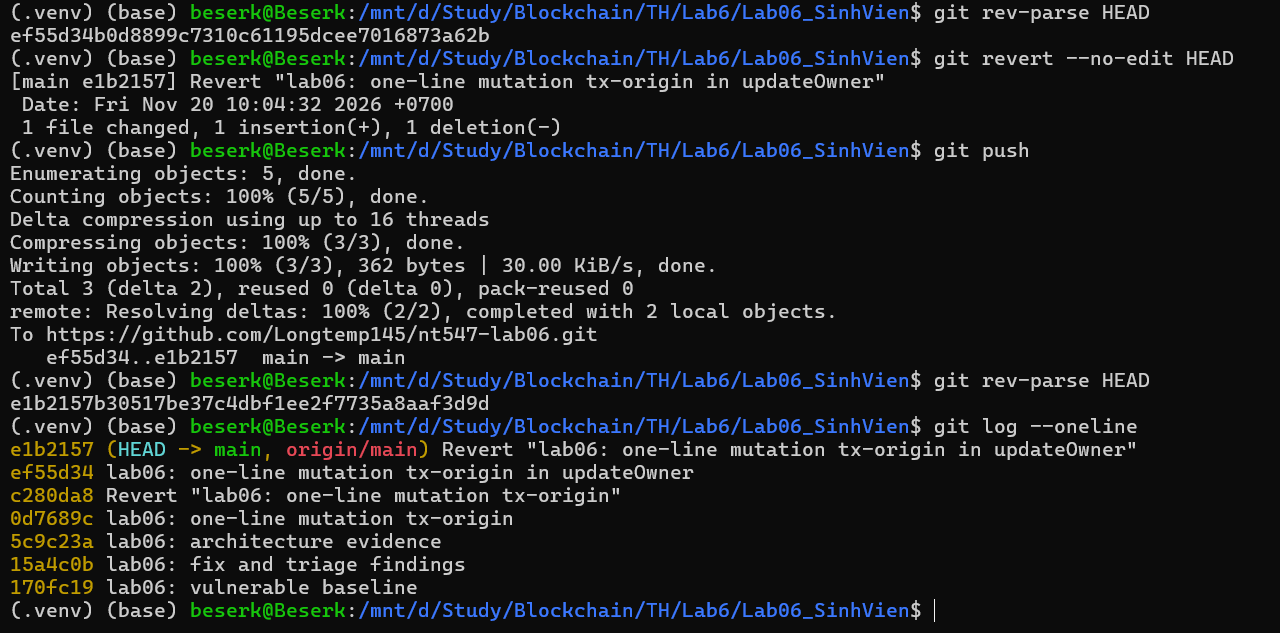 (.venv) (base) beserk@Beserk:/mnt/d/Study/Blockchain/TH/Lab6/Lab06_SinhVien$ git rev-parse HEAD
ef55d34b0d8899c7310c61195dcee7016873a62b
(.venv) (base) beserk@Beserk:/mnt/d/Study/Blockchain/TH/Lab6/Lab06_SinhVien$ git revert --no-edit HEAD
[main e1b2157] Revert "lab06: one-line mutation tx-origin in updateOwner"
 Date: Fri Nov 20 10:04:32 2026 +0700
 1 file changed, 1 insertion(+), 1 deletion(-)
(.venv) (base) beserk@Beserk:/mnt/d/Study/Blockchain/TH/Lab6/Lab06_SinhVien$ git push
Enumerating objects: 5, done.
Counting objects: 100% (5/5), done.
Delta compression using up to 16 threads
Compressing objects: 100% (3/3), done.
Writing objects: 100% (3/3), 362 bytes | 30.00 KiB/s, done.
Total 3 (delta 2), reused 0 (delta 0), pack-reused 0
remote: Resolving deltas: 100% (2/2), completed with 2 local objects.
To https://github.com/Longtemp145/nt547-lab06.git
   ef55d34..e1b2157  main -> main
(.venv) (base) beserk@Beserk:/mnt/d/Study/Blockchain/TH/Lab6/Lab06_SinhVien$ git rev-parse HEAD
e1b2157b30517be37c4dbf1ee2f7735a8aaf3d9d
(.venv) (base) beserk@Beserk:/mnt/d/Study/Blockchain/TH/Lab6/Lab06_SinhVien$ git log --oneline
e1b2157 (HEAD -> main, origin/main) Revert "lab06: one-line mutation tx-origin in updateOwner"
ef55d34 lab06: one-line mutation tx-origin in updateOwner
c280da8 Revert "lab06: one-line mutation tx-origin"
0d7689c lab06: one-line mutation tx-origin
5c9c23a lab06: architecture evidence
15a4c0b lab06: fix and triage findings
170fc19 lab06: vulnerable baseline
(.venv) (base) beserk@Beserk:/mnt/d/Study/Blockchain/TH/Lab6/Lab06_SinhVien$